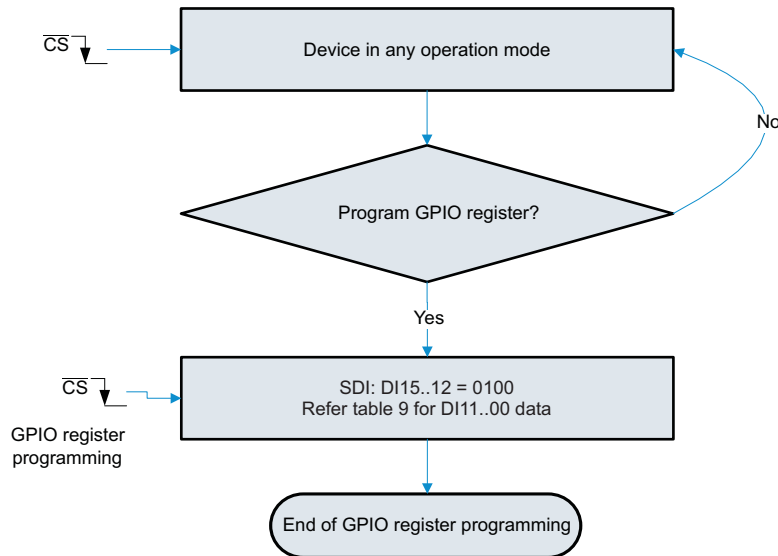 CS
Device in any operation mode
No
Program GPIO register?
Yes
CS
SDI: DI15..12 = 0100
Refer table 9 for DI11..00 data
GPIO register
programming
End of GPIO register programming